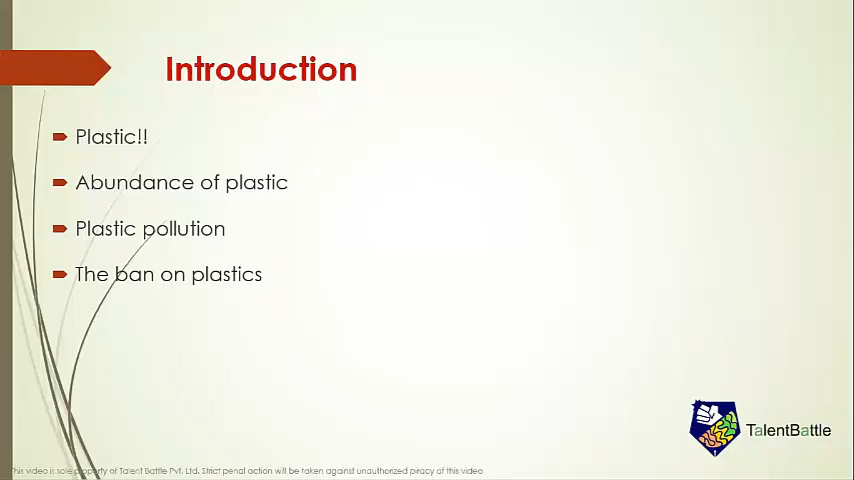 Introduction
Plastic!!
Abundance of plastic
Plastic pollution
The ban on plastics
TalentBattle
This video is sole property of Talent Battle Pvt. Ltd. Strict penal action will be taken against unauthorized piracy of this video